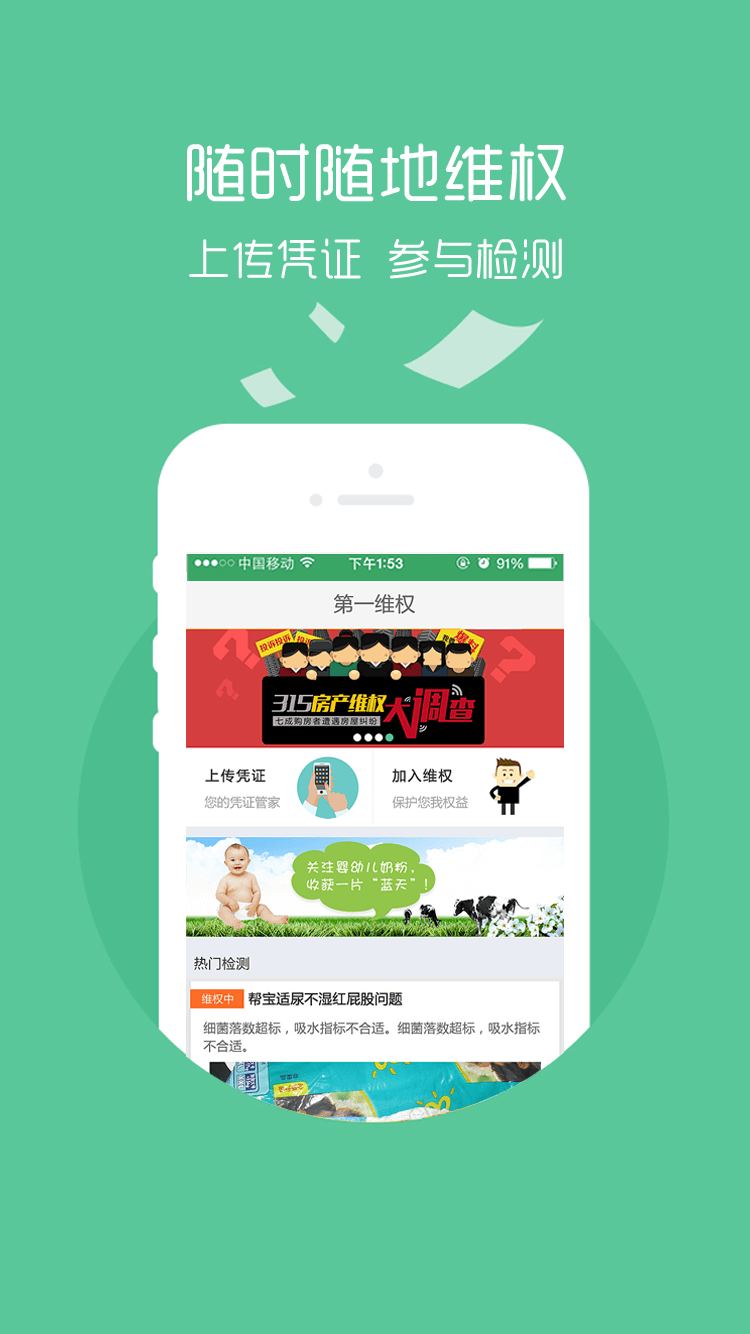 随时随地维权
上传凭证 参与检测
中国移动 下午1:53 91%
第一维权
投诉投诉
爆料
315房产维权大调查
七成购房者遭遇房屋纠纷
上传凭证
您的凭证管家
加入维权
保护您我权益
关注婴幼儿奶粉，
收获一片“蓝天”！
热门检测
维权中 帮宝适尿不湿红屁股问题
细菌落数超标，吸水指标不合适。细菌落数超标，吸水指标
不合适。